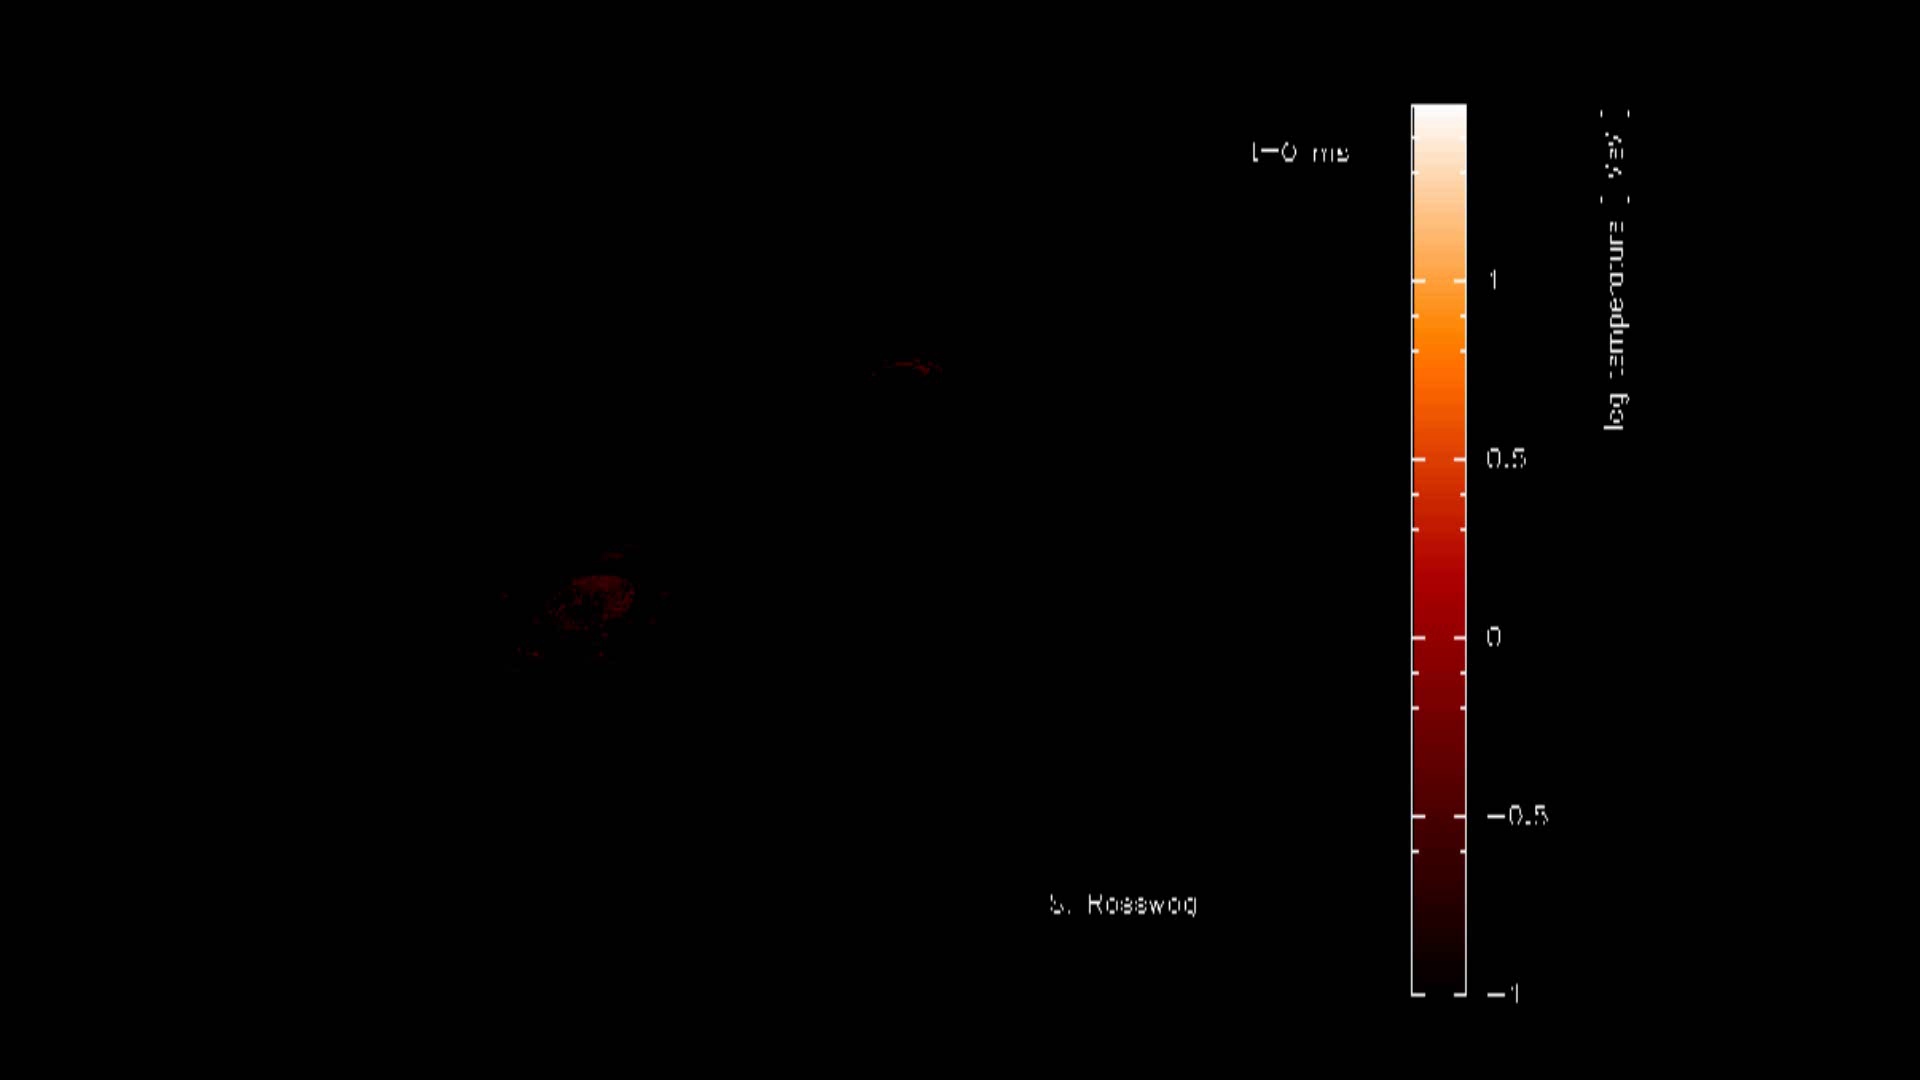 t=0 ms
log temperature [ MeV ]
1
0.5
0
-0.5
-1
S. Rosswog